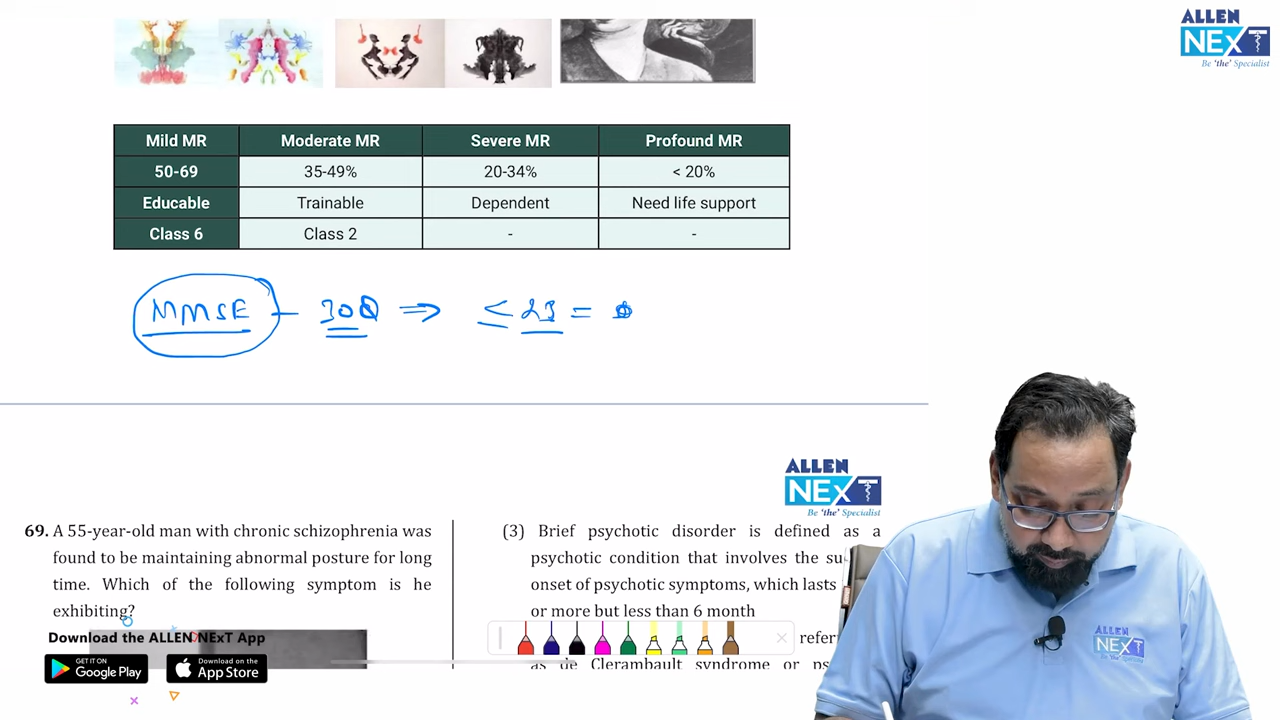 ALLEN
NExT
Be 'the' Specialist
Mild MR Moderate MR Severe MR Profound MR
50-69 35-49% 20-34% < 20%
Educable Trainable Dependent Need life support
Class 6 Class 2 - -
MMSE — 30Q ⇒ ≤ 23 =
ALLEN
NExT
Be 'the' Specialist
69. A 55-year-old man with chronic schizophrenia was
found to be maintaining abnormal posture for long
time. Which of the following symptom is he
exhibiting?
(3) Brief psychotic disorder is defined as a
psychotic condition that involves the
onset of psychotic symptoms, which lasts
or more but less than 6 month
as de Clerambault syndrome or
Download the ALLEN NExT App
GET IT ON
Google Play
Download on the
App Store
ALLEN
NEXT